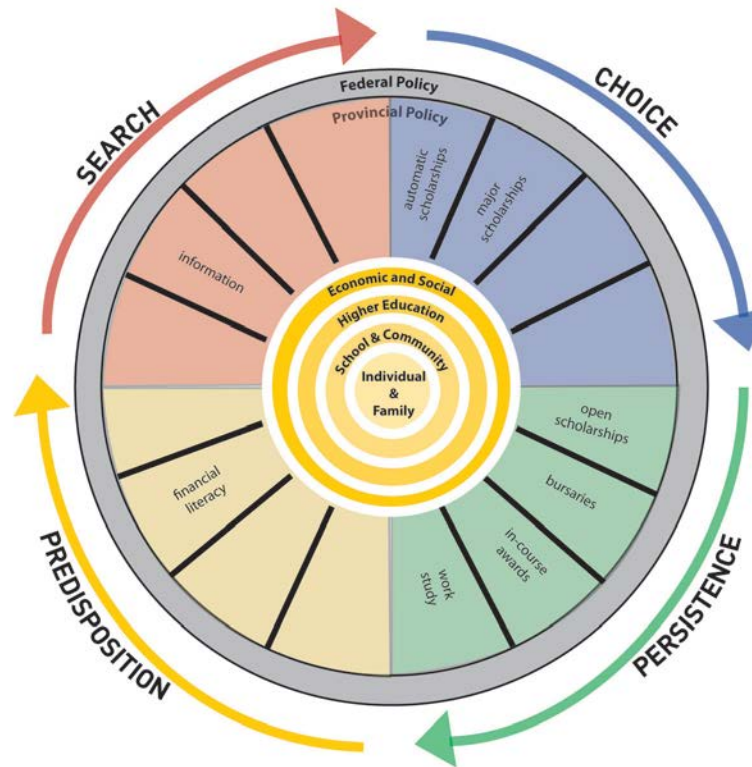 SEARCH
CHOICE
PERSISTENCE
PREDISPOSITION
Federal Policy
Provincial Policy
automatic
scholarships
major
scholarships
information
open
scholarships
bursaries
in-course
awards
work
study
financial
literacy
Economic and Social
Higher Education
School & Community
Individual
&
Family